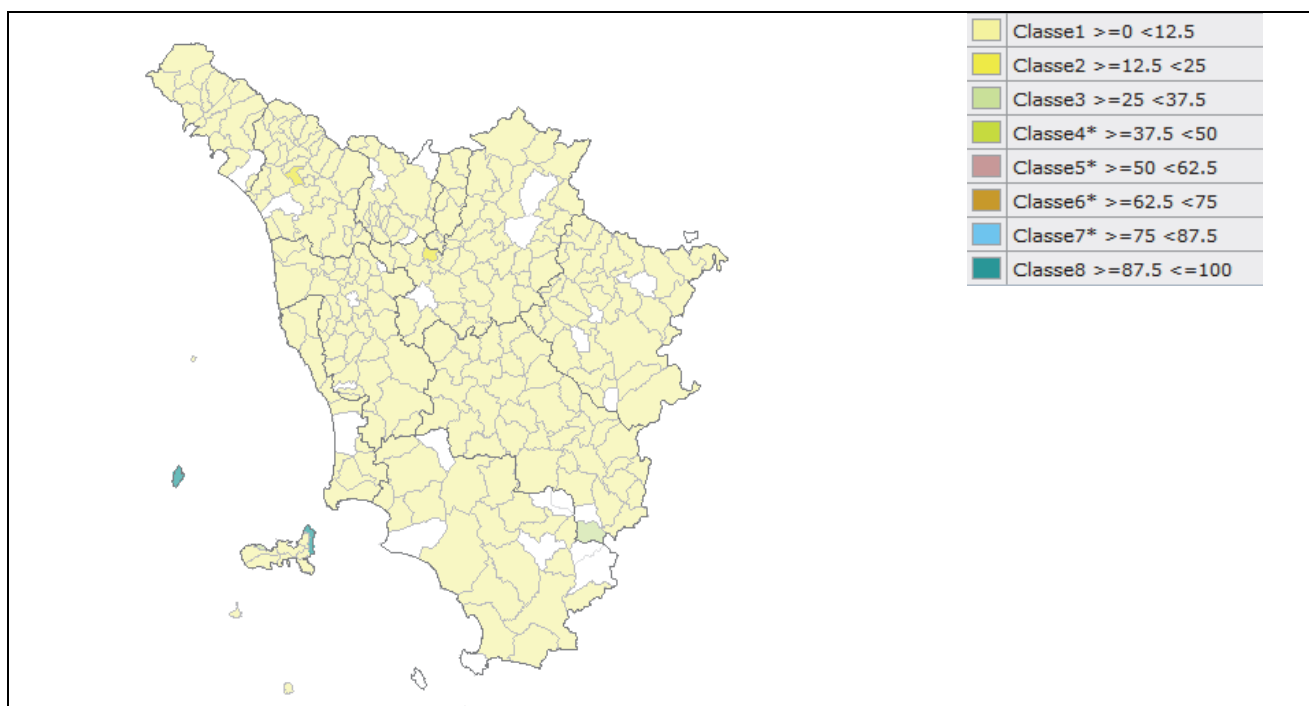 Classe1 >=0 <12.5
Classe2 >=12.5 <25
Classe3 >=25 <37.5
Classe4* >=37.5 <50
Classe5* >=50 <62.5
Classe6* >=62.5 <75
Classe7* >=75 <87.5
Classe8 >=87.5 <=100